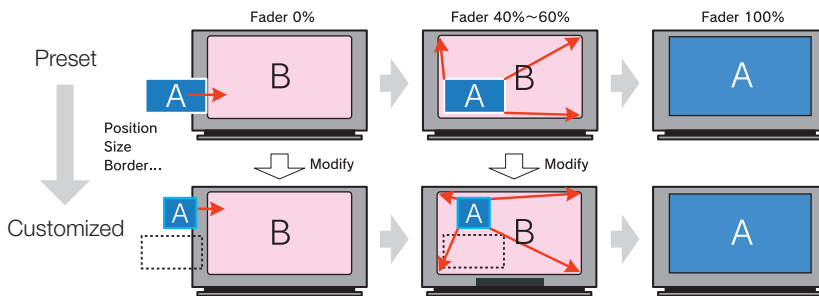 Fader 0%
Fader 40%~60%
Fader 100%
Preset
A
B
A
B
A
Position
Size
Border...
Modify
Modify
Customized
A
B
A
B
A